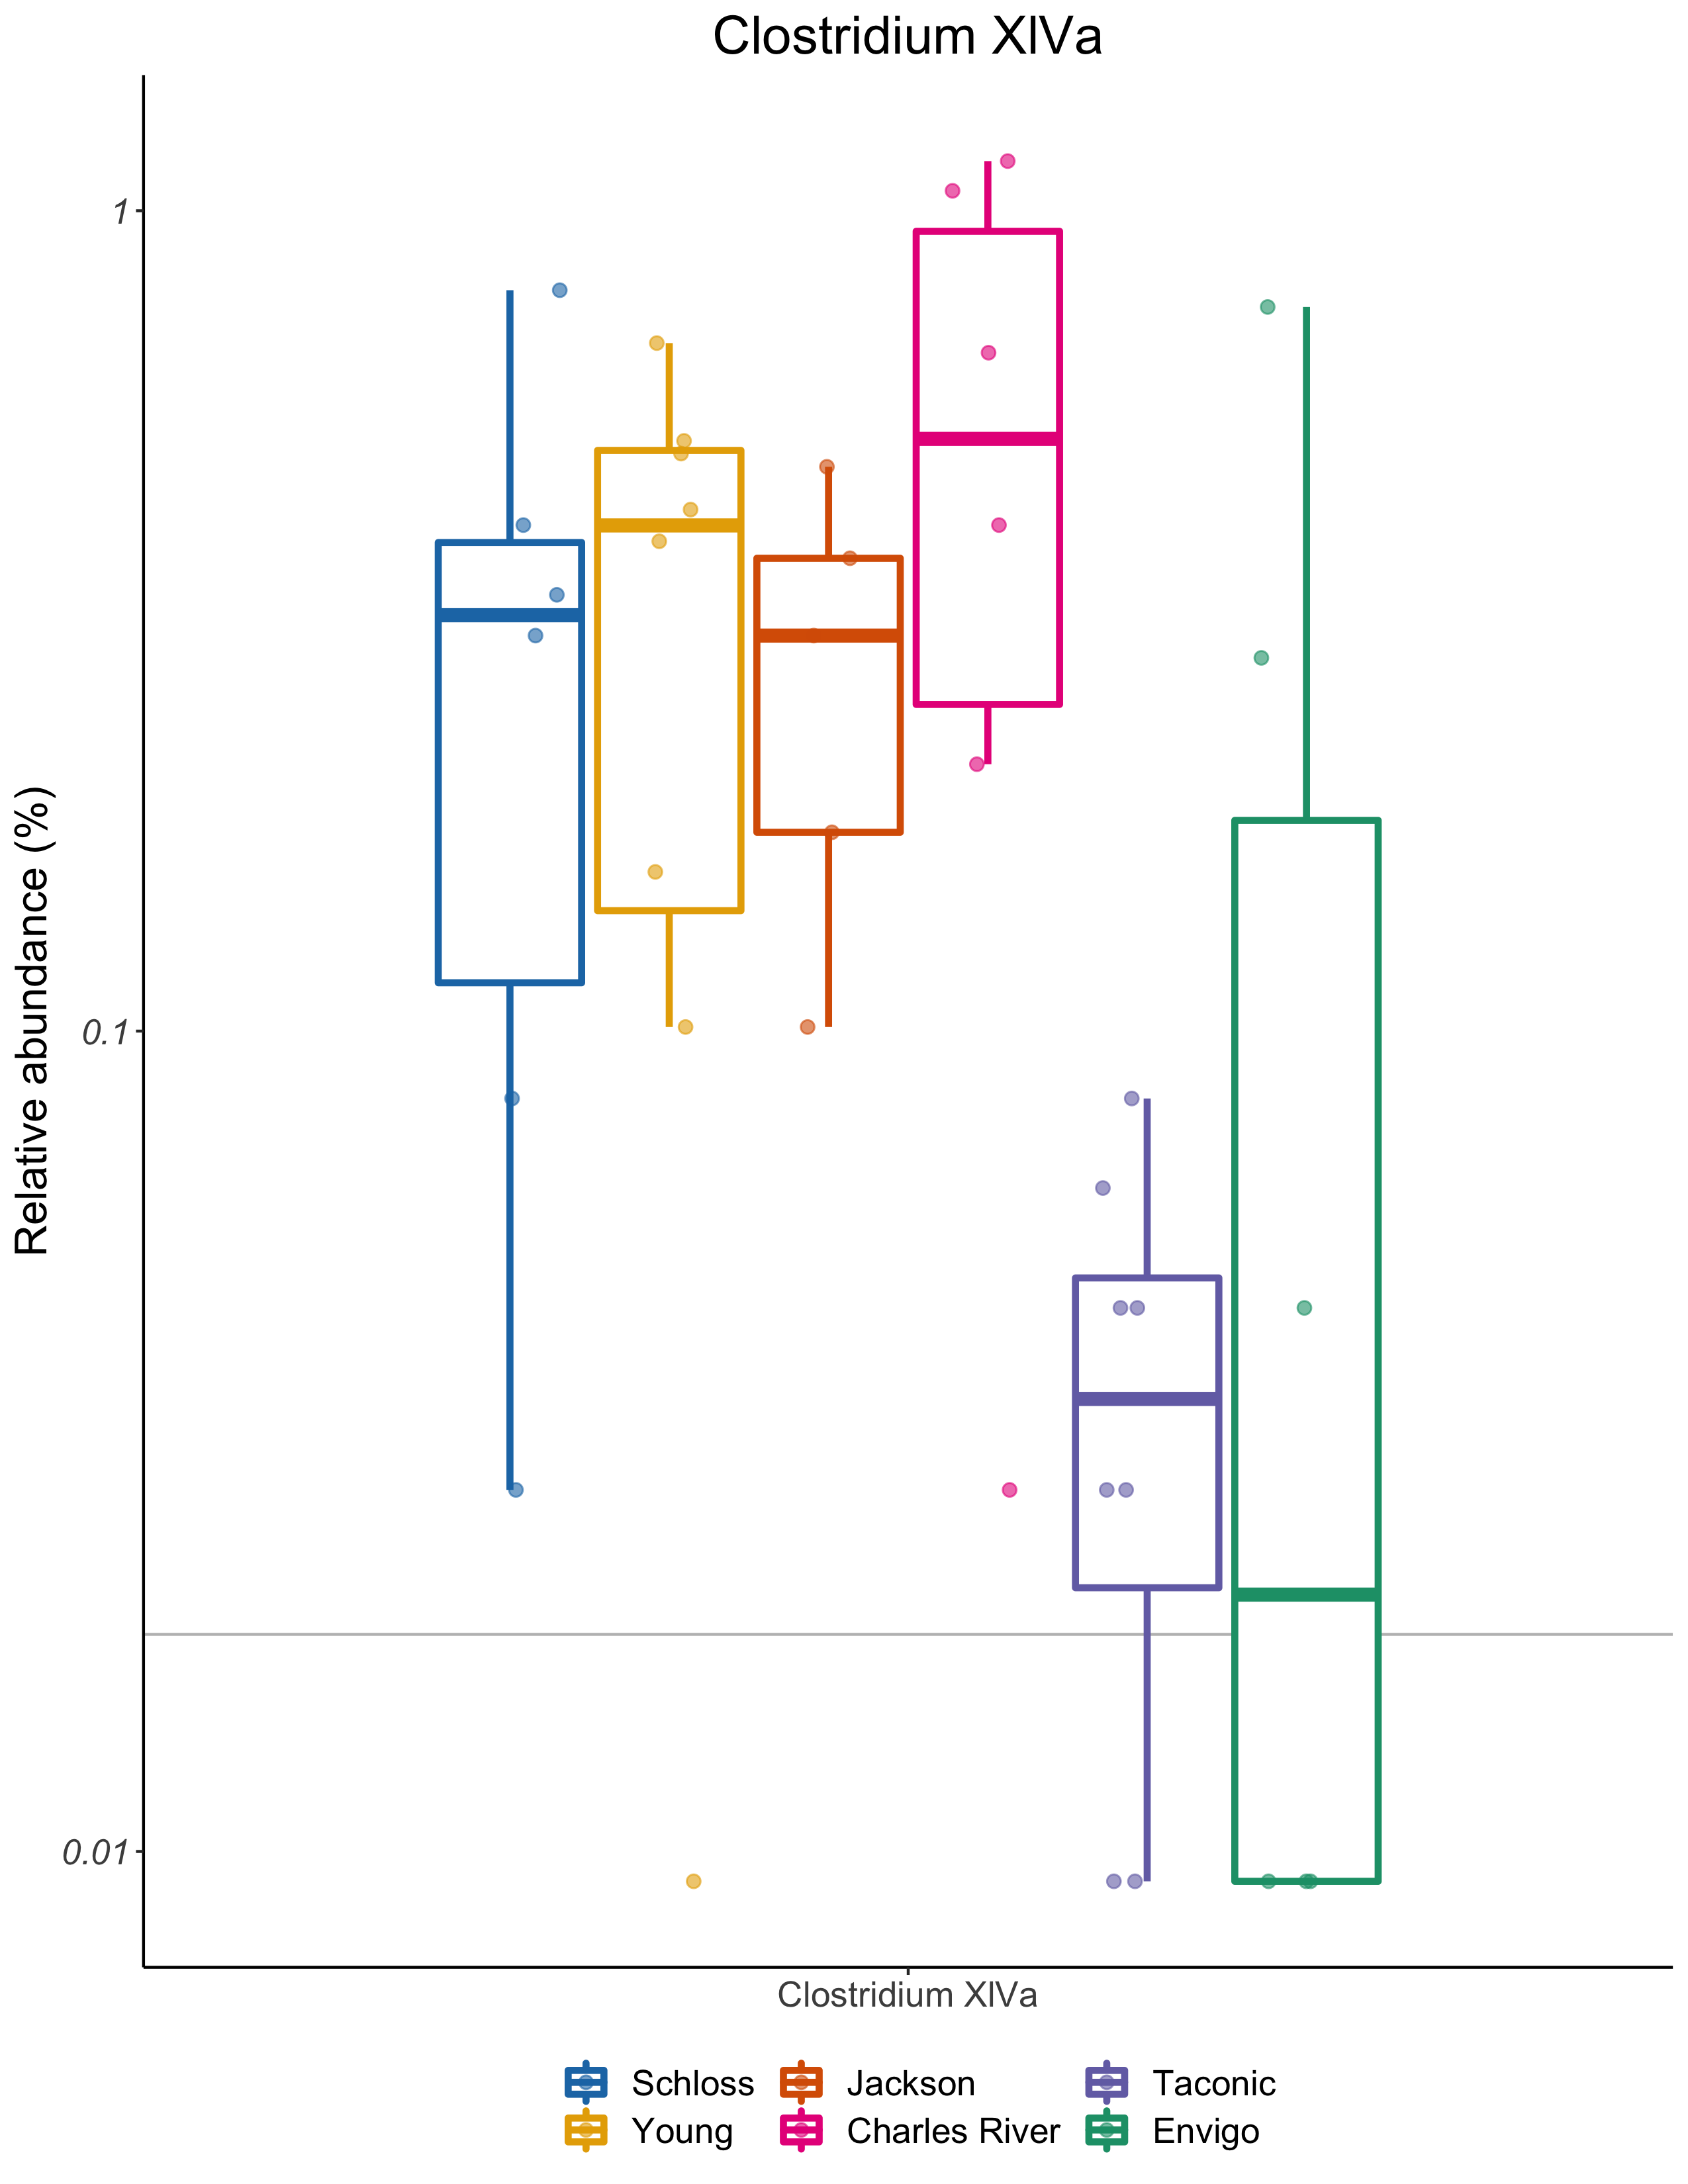 Clostridium XIVa
Relative abundance (%)
1
0.1
0.01
Clostridium XIVa
Schloss Jackson Taconic
Young Charles River Envigo